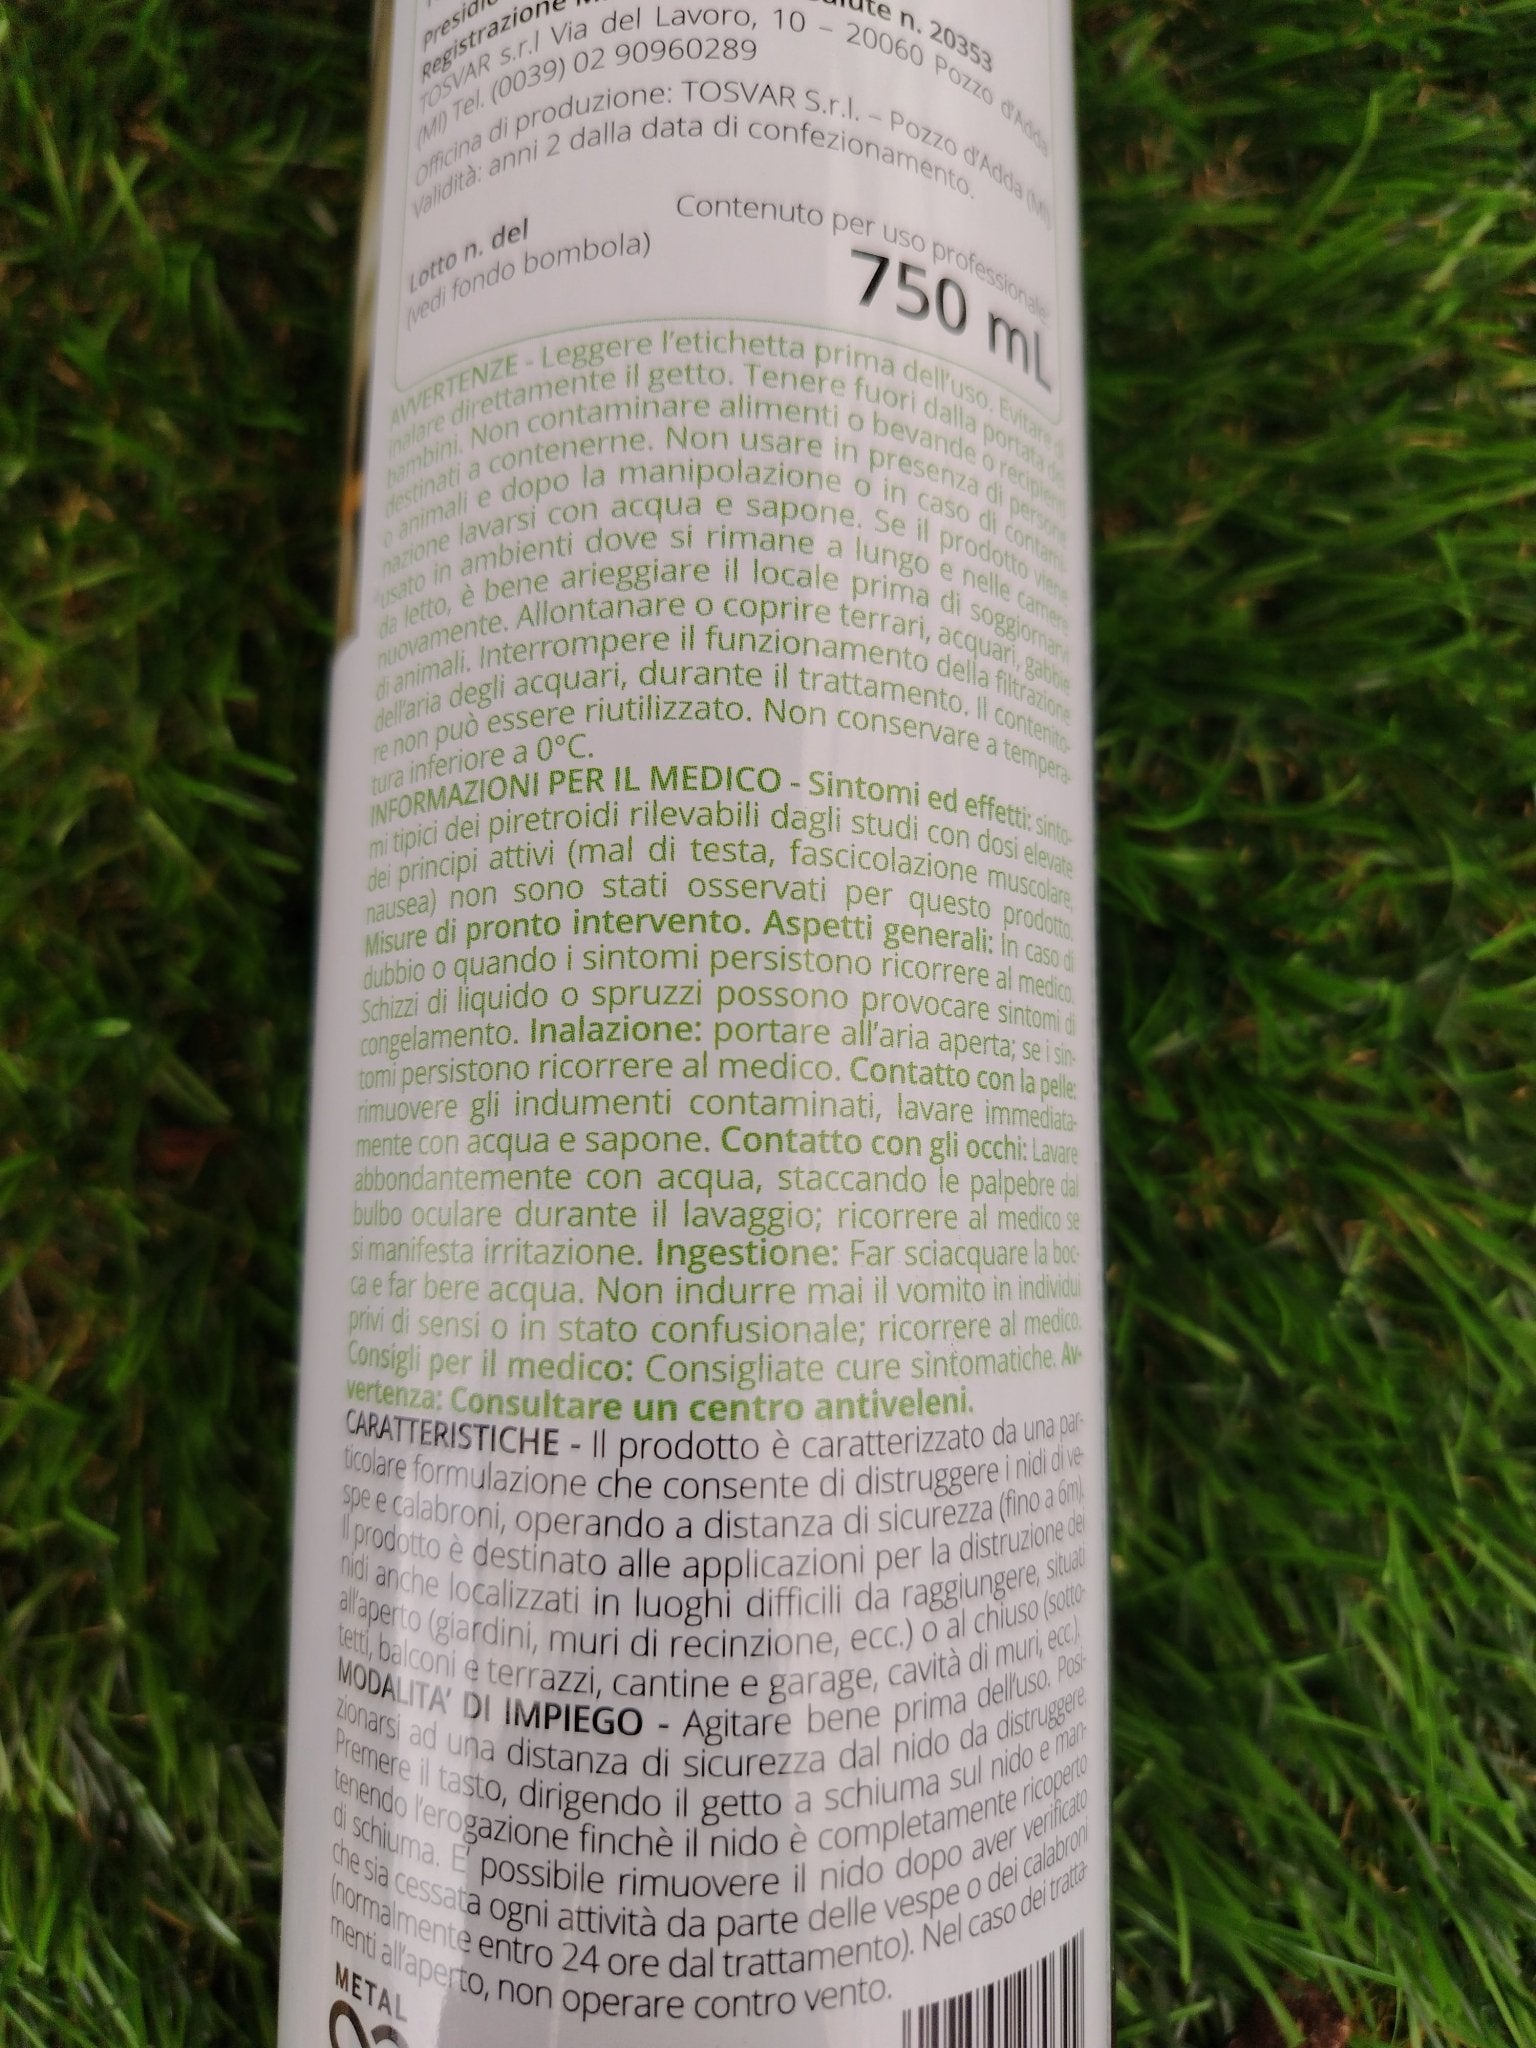 Presidio
Registrazione Salute n. 20353
TOSVAR s.r.l Via del Lavoro, 10 – 20060 Pozzo d'Adda
(MI) Tel. (0039) 02 90960289
Officina di produzione: TOSVAR S.r.l. – Pozzo d'Adda (MI)
Validità: anni 2 dalla data di confezionamento.
Contenuto per uso professionale:
Lotto n. del
(vedi fondo bombola)
750 mL
AVVERTENZE - Leggere l'etichetta prima dell'uso. Evitare di
inalare direttamente il getto. Tenere fuori dalla portata dei
bambini. Non contaminare alimenti o bevande o recipienti
destinati a contenerne. Non usare in presenza di persone
o animali e dopo la manipolazione o in caso di contami-
nazione lavarsi con acqua e sapone. Se il prodotto viene
usato in ambienti dove si rimane a lungo e nelle camere
da letto, è bene arieggiare il locale prima di soggiornarvi
nuovamente. Allontanare o coprire terrari, acquari, gabbie
di animali. Interrompere il funzionamento della filtrazione
dell'aria degli acquari, durante il trattamento. Il contenito-
re non può essere riutilizzato. Non conservare a tempera-
tura inferiore a 0°C.
INFORMAZIONI PER IL MEDICO - Sintomi ed effetti: sinto-
mi tipici dei piretroidi rilevabili dagli studi con dosi elevate
dei principi attivi (mal di testa, fascicolazione muscolare,
nausea) non sono stati osservati per questo prodotto.
Misure di pronto intervento. Aspetti generali: In caso di
dubbio o quando i sintomi persistono ricorrere al medico.
Schizzi di liquido o spruzzi possono provocare sintomi di
congelamento. Inalazione: portare all'aria aperta; se i sin-
tomi persistono ricorrere al medico. Contatto con la pelle:
rimuovere gli indumenti contaminati, lavare immediata-
mente con acqua e sapone. Contatto con gli occhi: Lavare
abbondantemente con acqua, staccando le palpebre dal
bulbo oculare durante il lavaggio; ricorrere al medico se
si manifesta irritazione. Ingestione: Far sciacquare la boc-
ca e far bere acqua. Non indurre mai il vomito in individui
privi di sensi o in stato confusionale; ricorrere al medico.
Consigli per il medico: Consigliate cure sintomatiche. Av-
vertenza: Consultare un centro antiveleni.
CARATTERISTICHE - Il prodotto è caratterizzato da una par-
ticolare formulazione che consente di distruggere i nidi di ve-
spe e calabroni, operando a distanza di sicurezza (fino a 6m).
Il prodotto è destinato alle applicazioni per la distruzione dei
nidi anche localizzati in luoghi difficili da raggiungere, situati
all'aperto (giardini, muri di recinzione, ecc.) o al chiuso (sotto-
tetti, balconi e terrazzi, cantine e garage, cavità di muri, ecc.).
MODALITA' DI IMPIEGO - Agitare bene prima dell'uso. Posi-
zionarsi ad una distanza di sicurezza dal nido da distruggere.
Premere il tasto, dirigendo il getto a schiuma sul nido e man-
tenendo l'erogazione finchè il nido è completamente ricoperto
di schiuma. E' possibile rimuovere il nido dopo aver verificato
che sia cessata ogni attività da parte delle vespe o dei calabroni
(normalmente entro 24 ore dal trattamento). Nel caso dei tratta-
menti all'aperto, non operare contro vento.
METAL